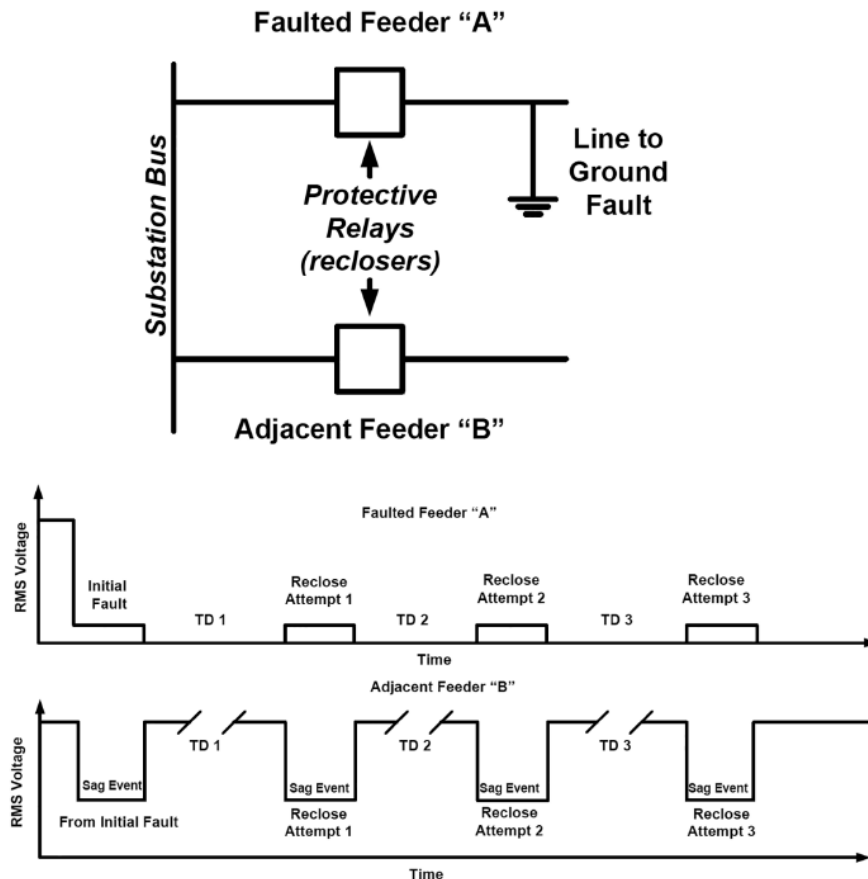 Faulted Feeder “A”
Substation Bus
Line to
Ground
Fault
Protective
Relays
(reclosers)
Adjacent Feeder “B”
RMS Voltage
Faulted Feeder “A”
Initial
Fault
TD 1
Reclose
Attempt 1
TD 2
Reclose
Attempt 2
TD 3
Reclose
Attempt 3
Time
RMS Voltage
Adjacent Feeder “B”
TD 1
TD 2
TD 3
Sag Event
Sag Event
Sag Event
Sag Event
From Initial Fault
Reclose
Attempt 1
Reclose
Attempt 2
Reclose
Attempt 3
Time